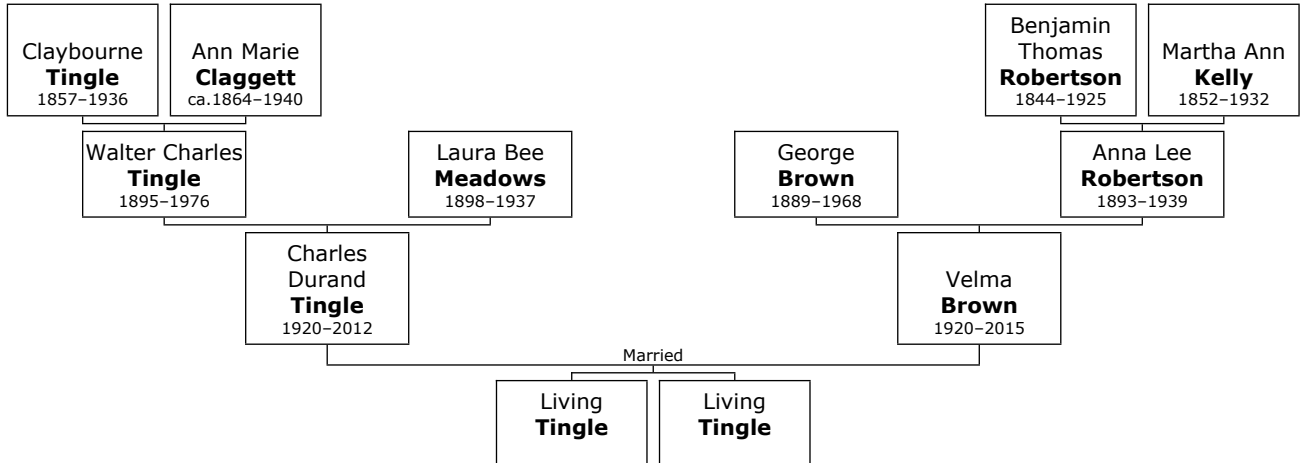 Claybourne
Tingle
1857–1936
Ann Marie
Claggett
ca.1864–1940
Benjamin
Thomas
Robertson
1844–1925
Martha Ann
Kelly
1852–1932
Walter Charles
Tingle
1895–1976
Laura Bee
Meadows
1898–1937
George
Brown
1889–1968
Anna Lee
Robertson
1893–1939
Charles
Durand
Tingle
1920–2012
Velma
Brown
1920–2015
Married
Living
Tingle
Living
Tingle